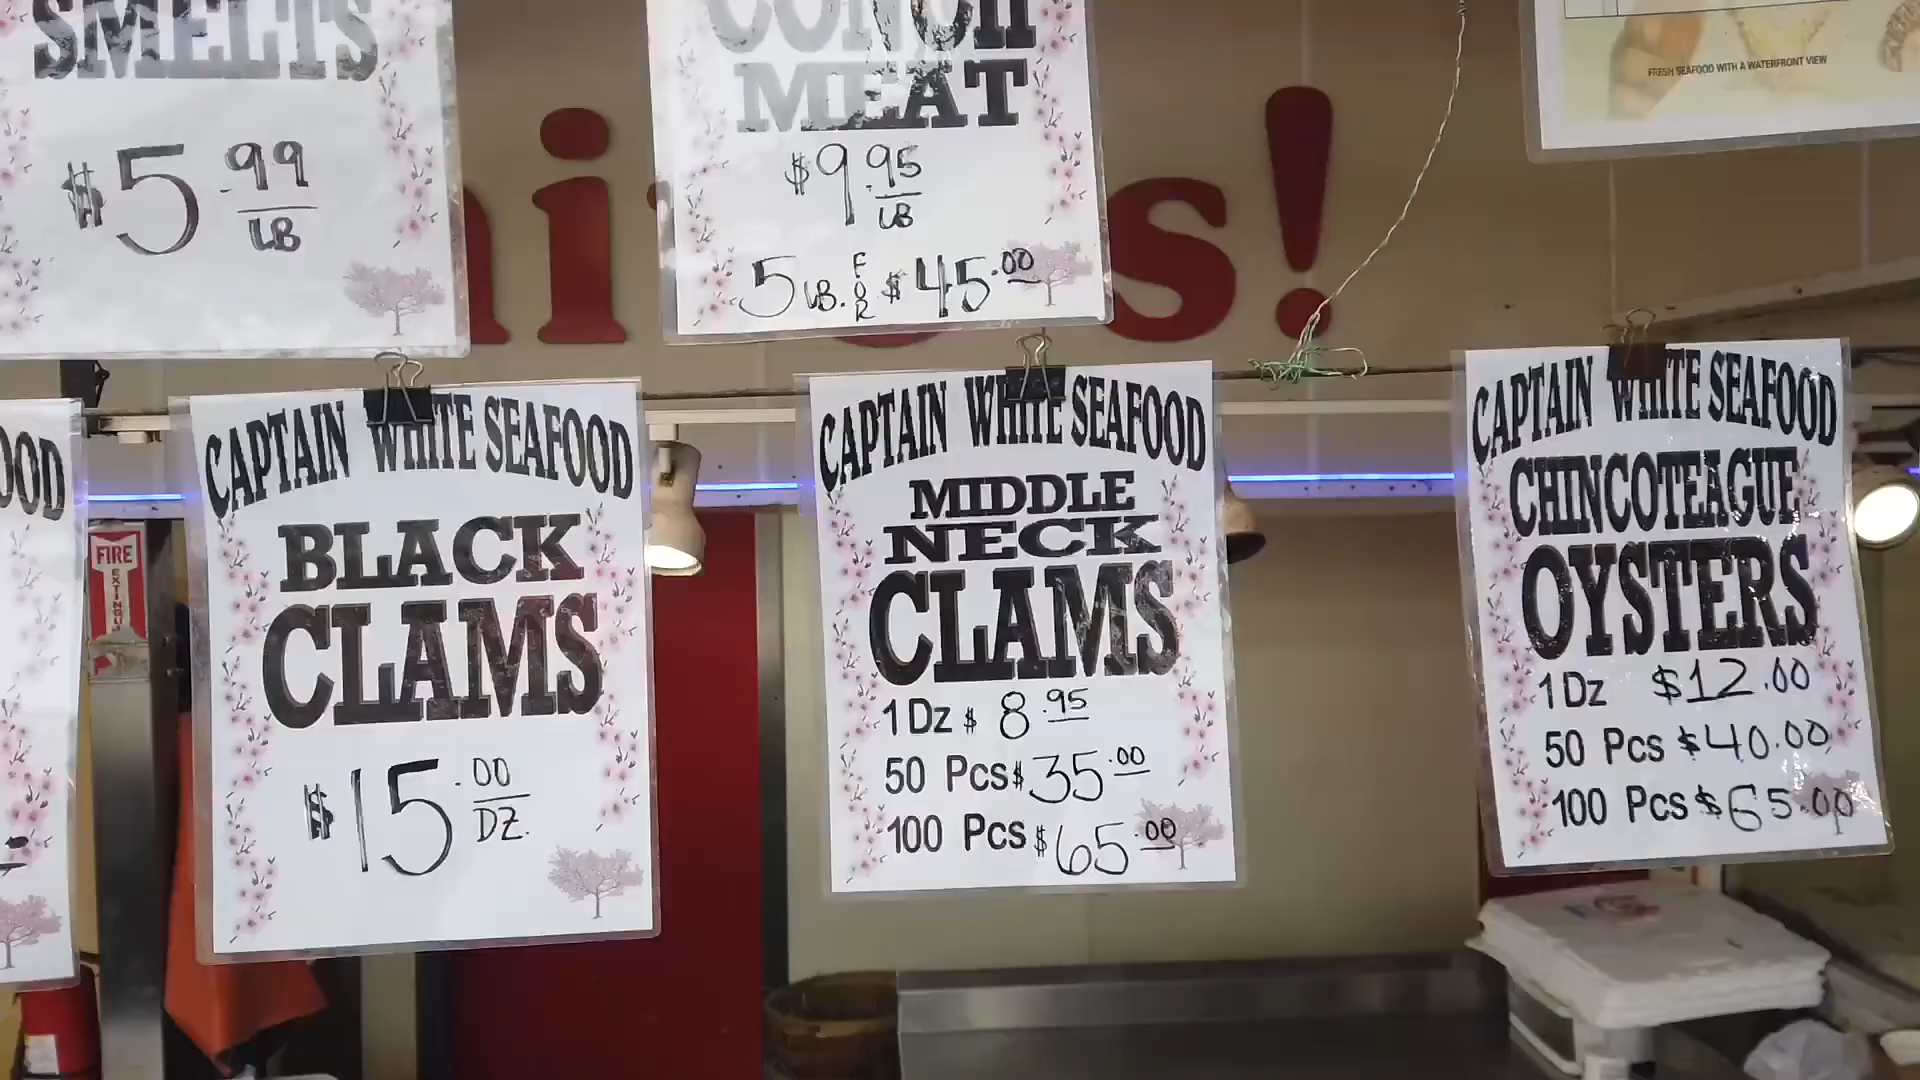 SMELTS
$5.99
LB
CONCH
MEAT
$9.95
LB
5 LB. FOR $45.00
FRESH SEAFOOD WITH A WATERFRONT VIEW
s!
OOD
FIRE
CAPTAIN WHITE SEAFOOD
BLACK
CLAMS
$15.00
DZ.
CAPTAIN WHITE SEAFOOD
MIDDLE
NECK
CLAMS
1 Dz $ 8.95
50 Pcs $ 35.00
100 Pcs $ 65.00
CAPTAIN WHITE SEAFOOD
CHINCOTEAGUE
OYSTERS
1 Dz $12.00
50 Pcs $40.00
100 Pcs $65.00